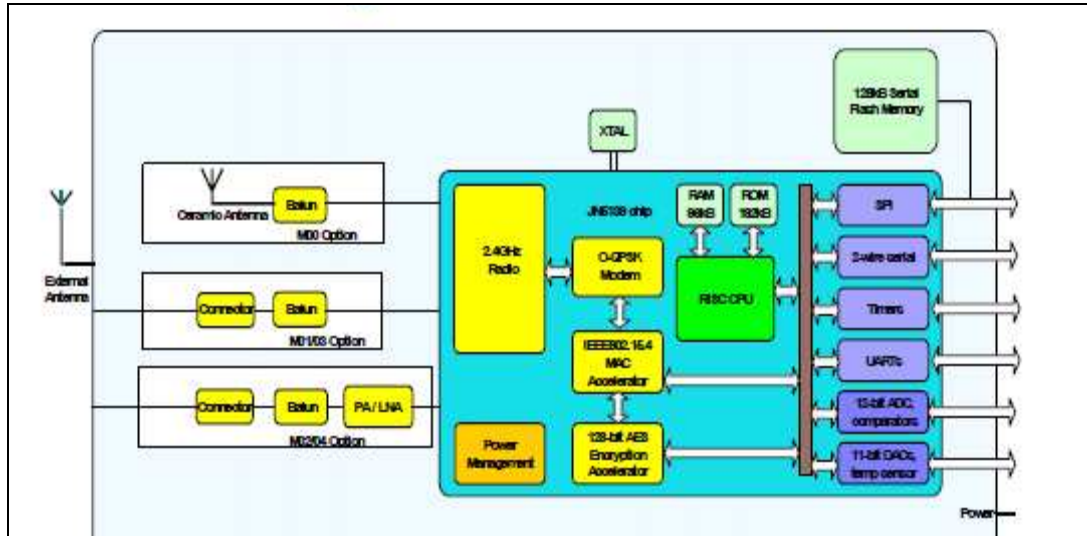 128kB Serial
Flash Memory
XTAL
Ceramic Antenna
Balun
M00 Option
External
Antenna
Connector
Balun
M01/03 Option
Connector
Balun
PA / LNA
M02/04 Option
2.4GHz
Radio
Power
Management
JN5139 chip
O-QPSK
Modem
IEEE802.15.4
MAC
Accelerator
128-bit AES
Encryption
Accelerator
RAM
96kB
ROM
192kB
RISC CPU
SPI
2-wire serial
Timers
UARTs
12-bit ADC,
comparators
11-bit DACs,
temp sensor
Power